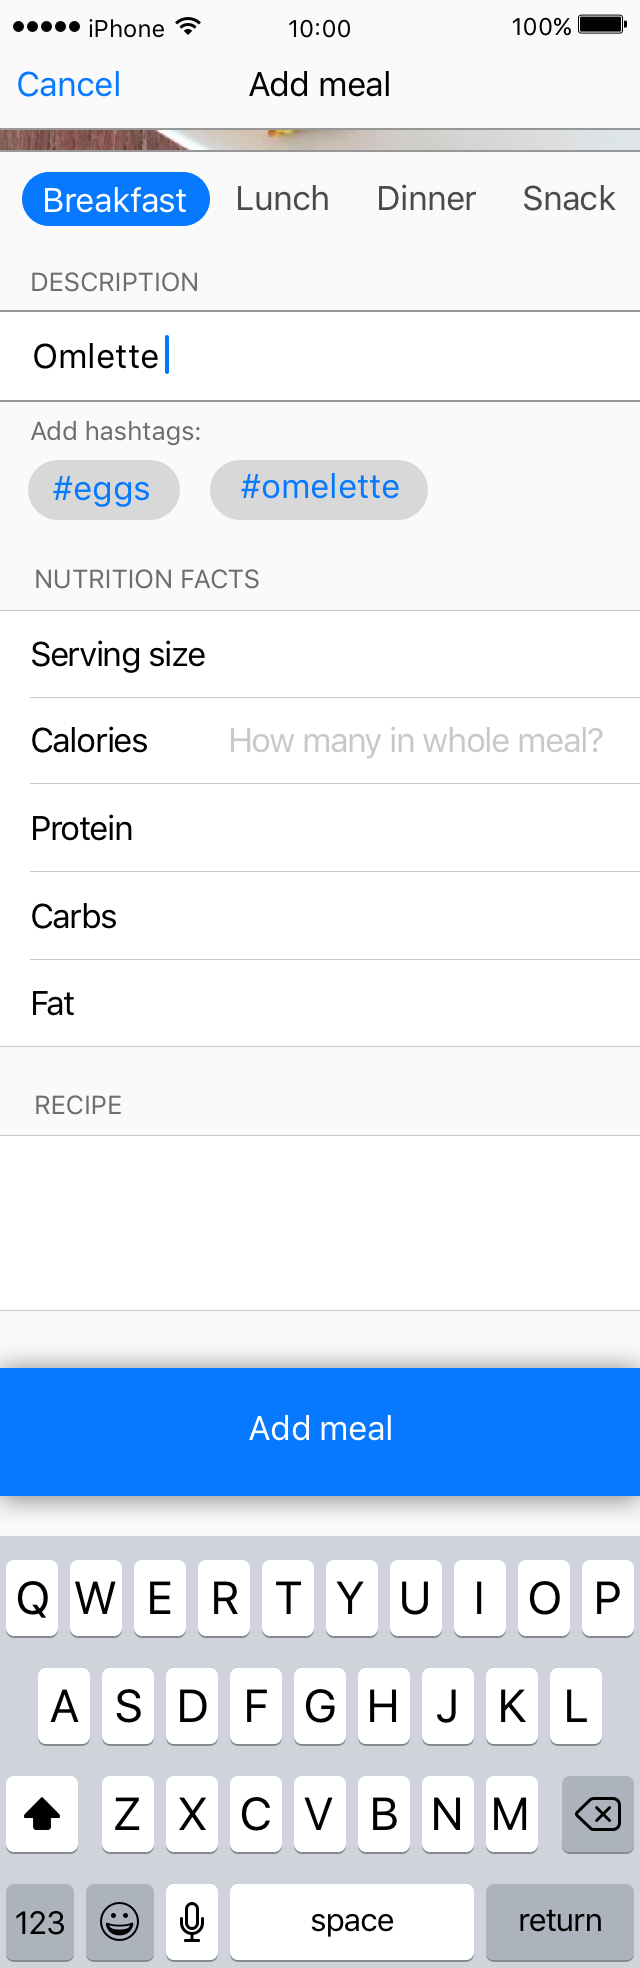 iPhone 10:00 100%
Cancel Add meal
Breakfast Lunch Dinner Snack
DESCRIPTION
Omlette
Add hashtags:
#eggs #omelette
NUTRITION FACTS
Serving size
Calories How many in whole meal?
Protein
Carbs
Fat
RECIPE
Add meal
Q W E R T Y U I O P
A S D F G H J K L
Z X C V B N M
123 space return